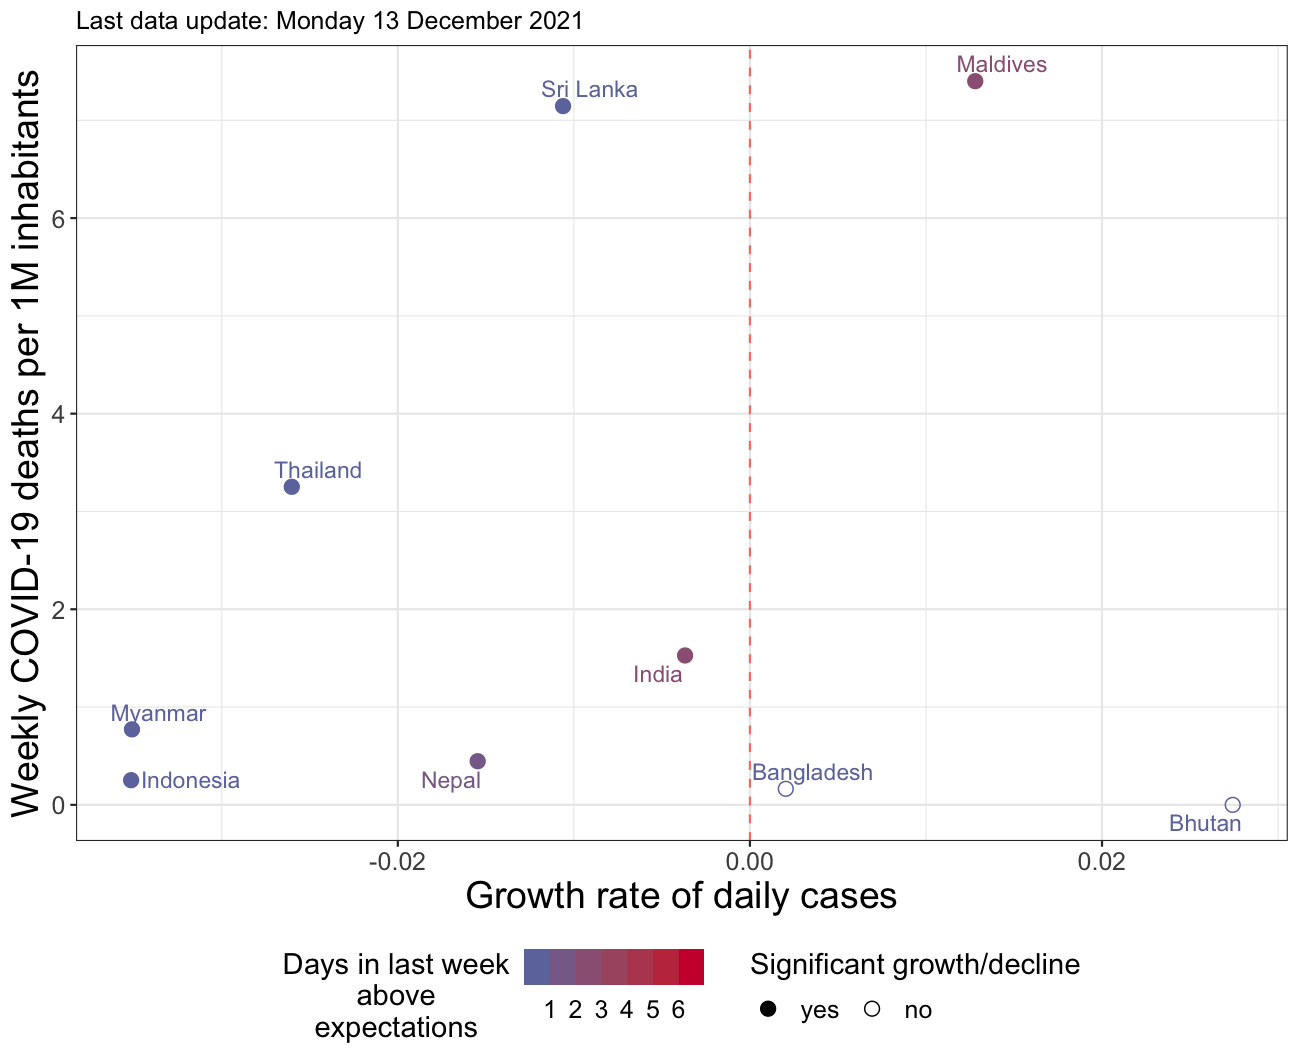 Last data update: Monday 13 December 2021
Weekly COVID-19 deaths per 1M inhabitants
Maldives
Sri Lanka
6
4
Thailand
2
India
Myanmar
Indonesia
Nepal
Bangladesh
0
Bhutan
-0.02 0.00 0.02
Growth rate of daily cases
Days in last week
above
expectations
1 2 3 4 5 6
Significant growth/decline
yes no